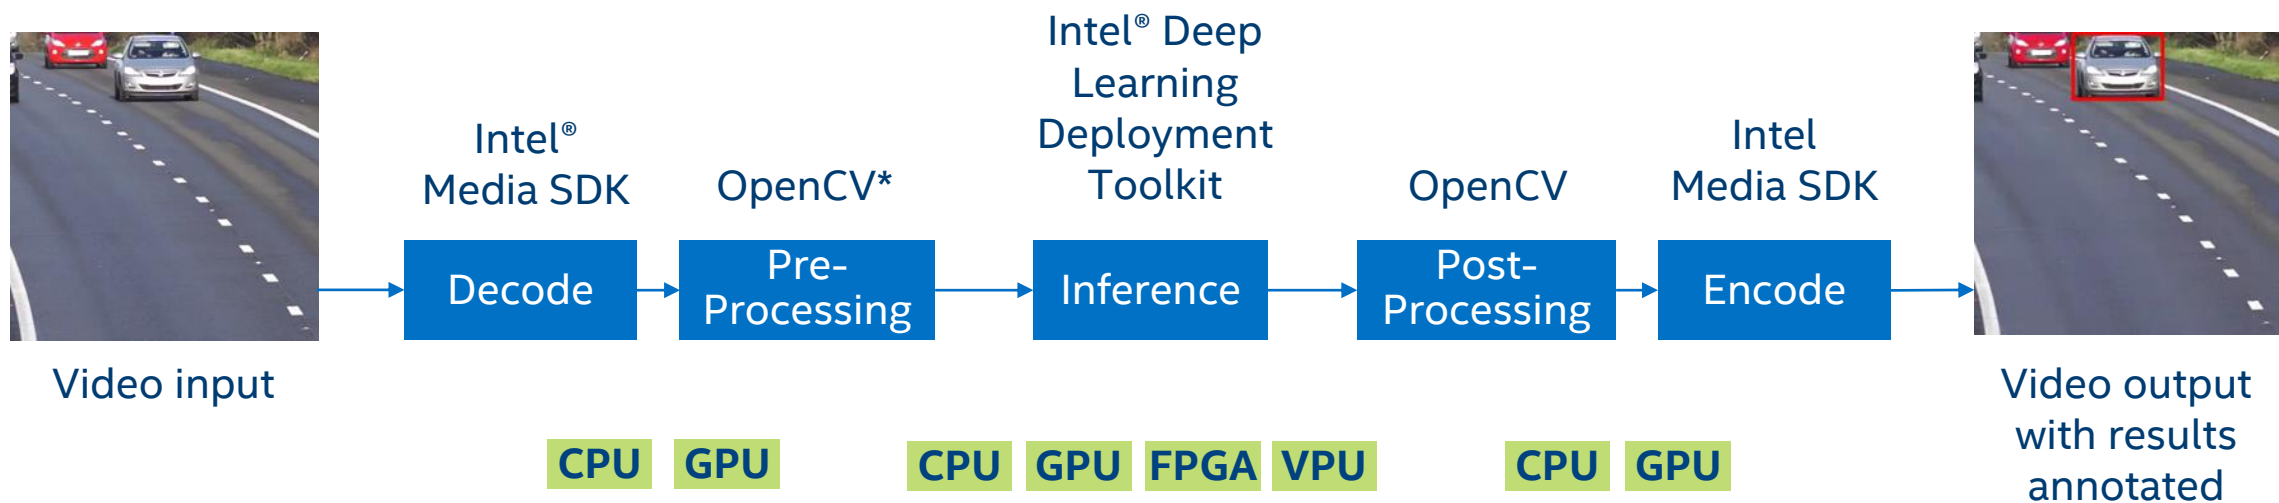 Video input
Intel®
Media SDK
Decode
OpenCV*
Pre-
Processing
Intel® Deep
Learning
Deployment
Toolkit
Inference
OpenCV
Post-
Processing
Intel
Media SDK
Encode
Video output
with results
annotated
CPU GPU
CPU GPU FPGA VPU
CPU GPU